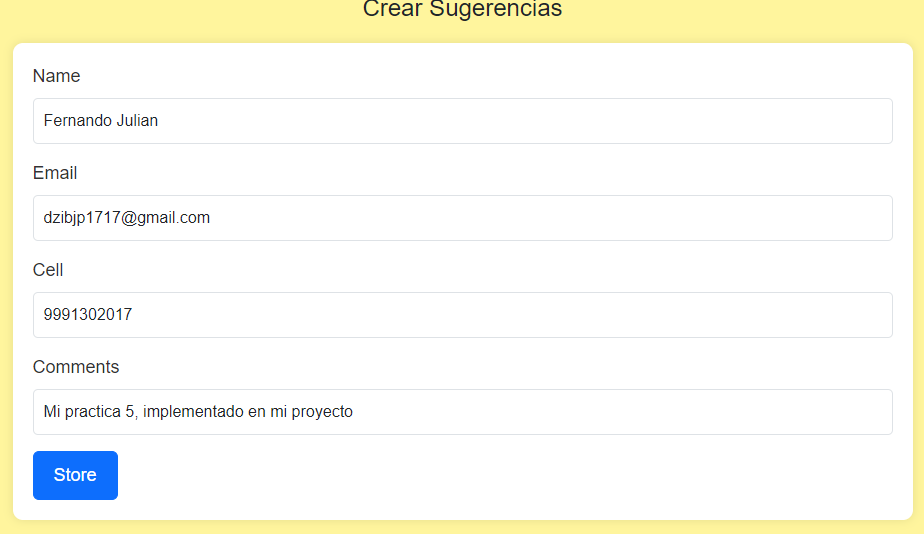 Crear Sugerencias
Name
Fernando Julian
Email
dzibjp1717@gmail.com
Cell
9991302017
Comments
Mi practica 5, implementado en mi proyecto
Store